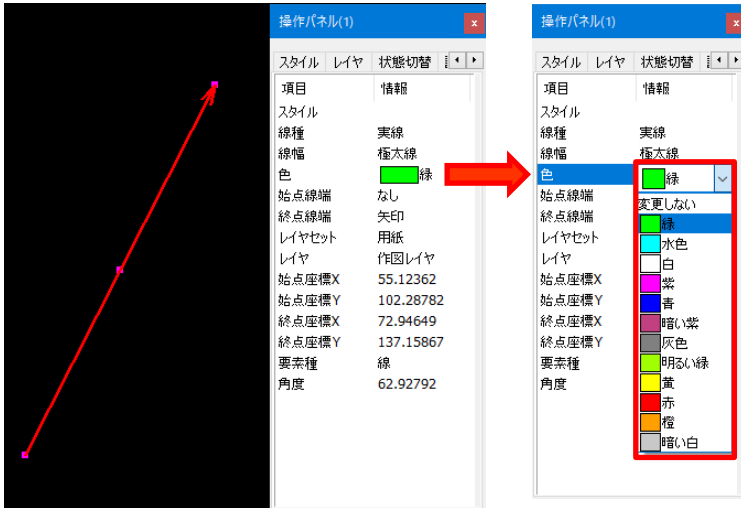 操作パネル(1)
x
スタイル レイヤ 状態切替
項目 情報
スタイル
線種 実線
線幅 極太線
色 緑
始点線端 なし
終点線端 矢印
レイヤセット 用紙
レイヤ 作図レイヤ
始点座標X 55.12362
始点座標Y 102.28782
終点座標X 72.94649
終点座標Y 137.15867
要素種 線
角度 62.92792
操作パネル(1)
x
スタイル レイヤ 状態切替
項目 情報
スタイル
線種 実線
線幅 極太線
色 緑
始点線端 変更しない
終点線端 緑
レイヤセット 水色
レイヤ 白
始点座標X 紫
始点座標Y 青
終点座標X 暗い紫
終点座標Y 灰色
要素種 明るい緑
角度 黄
赤
橙
暗い白